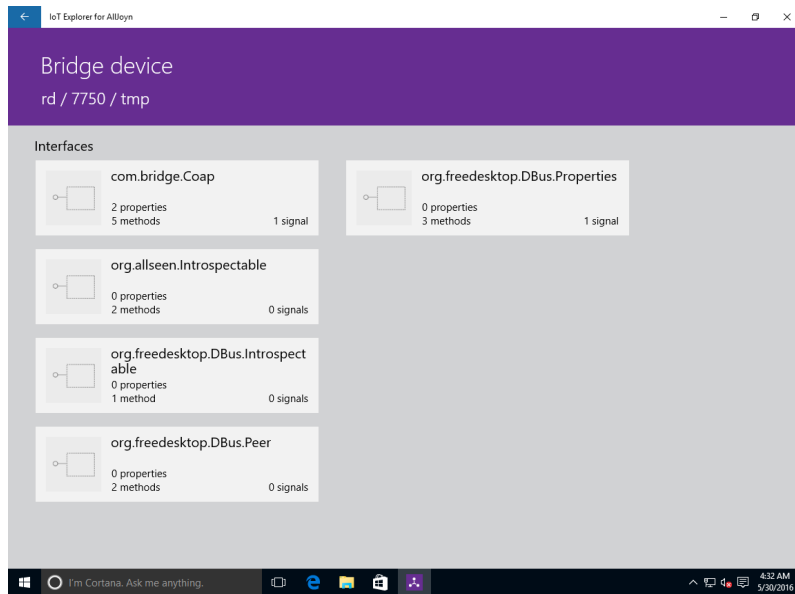 IoT Explorer for AllJoyn
Bridge device
rd / 7750 / tmp
Interfaces
com.bridge.Coap
2 properties
5 methods 1 signal
org.freedesktop.DBus.Properties
0 properties
3 methods 1 signal
org.allseen.Introspectable
0 properties
2 methods 0 signals
org.freedesktop.DBus.Introspect
able
0 properties
1 method 0 signals
org.freedesktop.DBus.Peer
0 properties
2 methods 0 signals
I'm Cortana. Ask me anything.
4:32 AM
5/30/2016